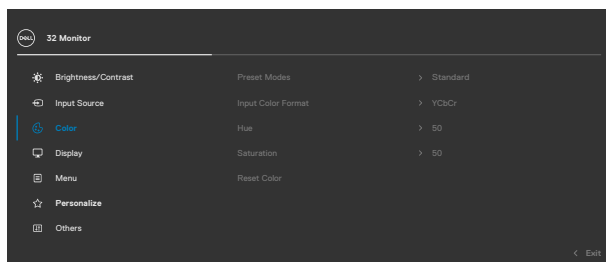 DELL 32 Monitor
Brightness/Contrast Preset Modes > Standard
Input Source Input Color Format > YCbCr
Color Hue > 50
Display Saturation > 50
Menu Reset Color
Personalize
Others
< Exit